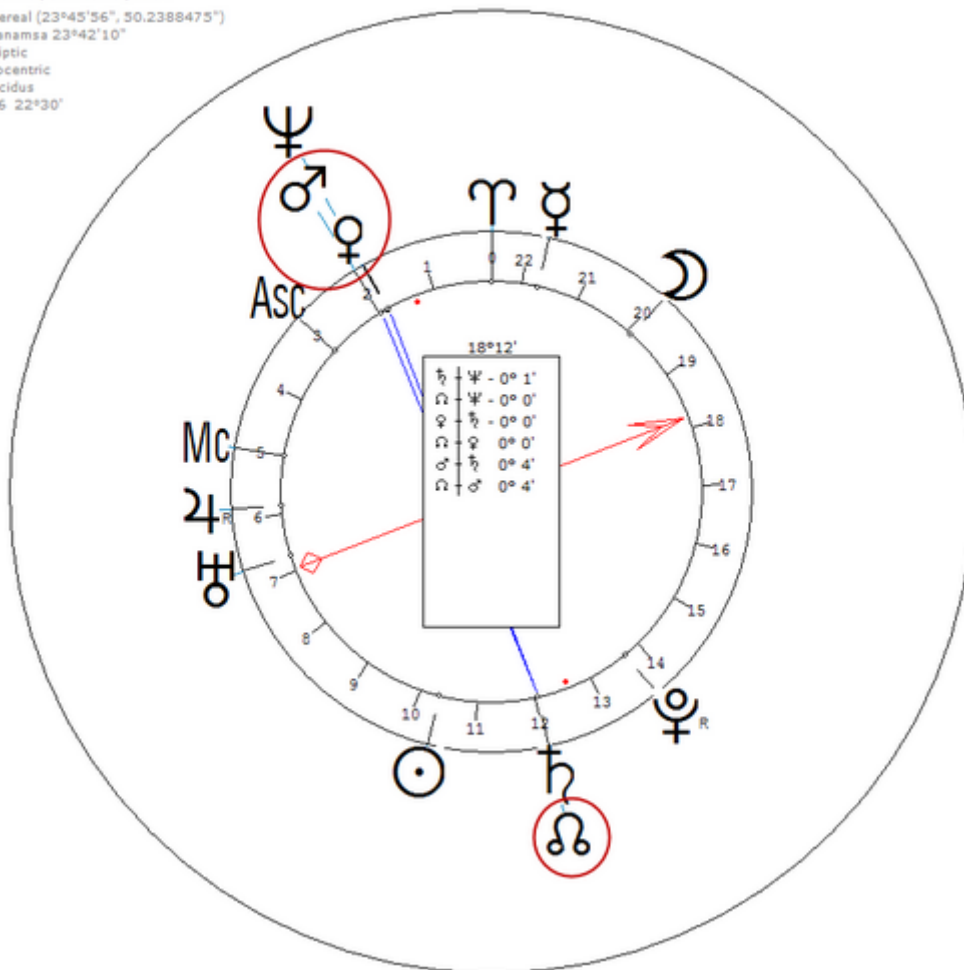 ereal (23°45'56", 50.2388475")
anamsa 23°42'10"
iptic
ocentric
cidus
6 22°30'
♆
♂
♀
♈
☿
☽
Asc
0
22
21
20
1
2
3
19
4
18
18°12'
♄ ┼ ♆ - 0° 1'
☊ ┼ ♆ - 0° 0'
♀ ┼ ♄ - 0° 0'
☊ ┼ ♀ 0° 0'
♂ ┼ ♄ 0° 4'
☊ ┼ ♂ 0° 4'
Mc
5
17
♃ R
6
16
♅
7
15
8
14
9
13
10
11
12
♇ R
☉
♄
☊